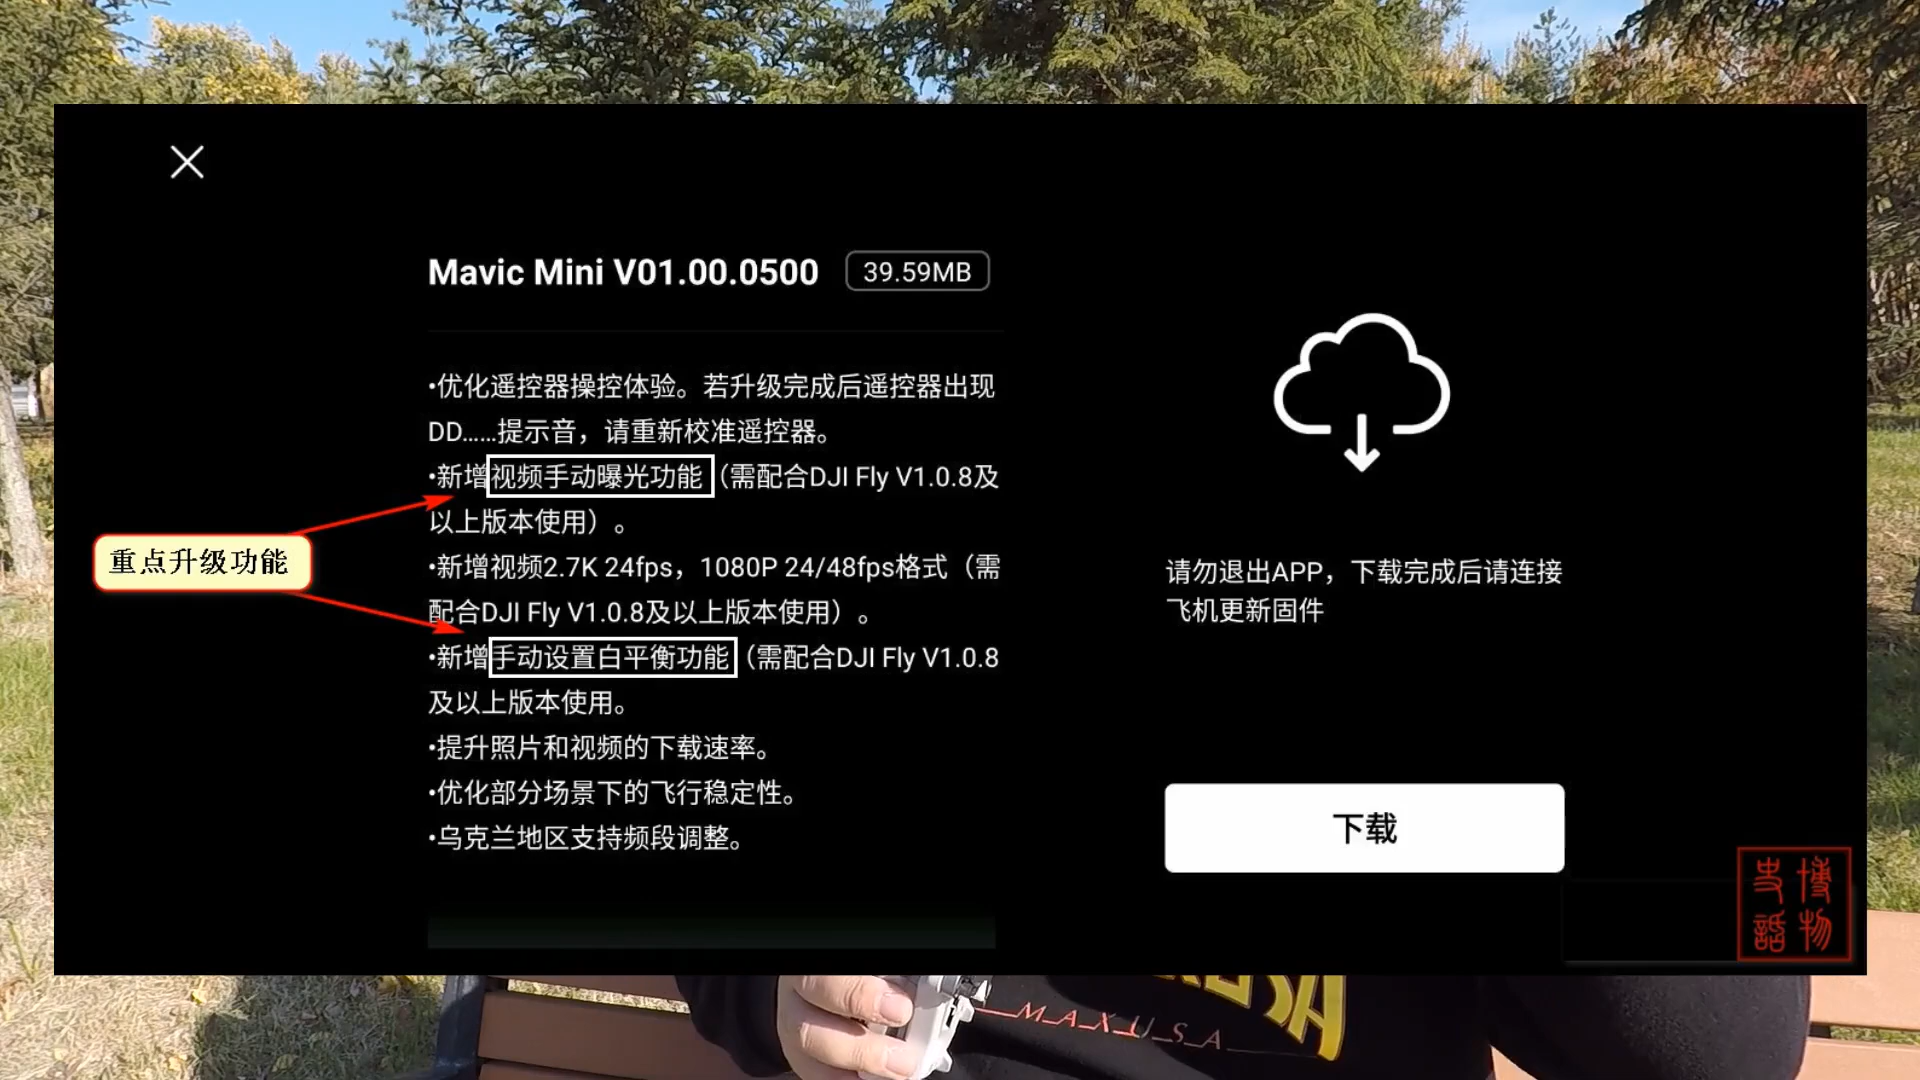 Mavic Mini V01.00.0500 39.59MB
•优化遥控器操控体验。若升级完成后遥控器出现
DD……提示音，请重新校准遥控器。
•新增视频手动曝光功能（需配合DJI Fly V1.0.8及
以上版本使用）。
•新增视频2.7K 24fps，1080P 24/48fps格式（需
配合DJI Fly V1.0.8及以上版本使用）。
•新增手动设置白平衡功能（需配合DJI Fly V1.0.8
及以上版本使用。
•提升照片和视频的下载速率。
•优化部分场景下的飞行稳定性。
•乌克兰地区支持频段调整。
重点升级功能
请勿退出APP，下载完成后请连接
飞机更新固件
下载
博物
史話
MAX USA